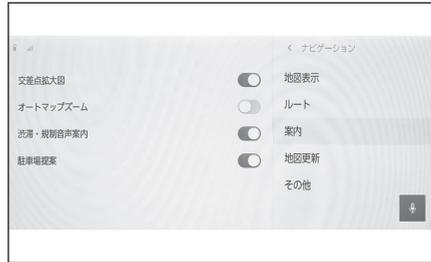 交差点拡大図
オートマップズーム
渋滞・規制音声案内
駐車場提案
< ナビゲーション
地図表示
ルート
案内
地図更新
その他